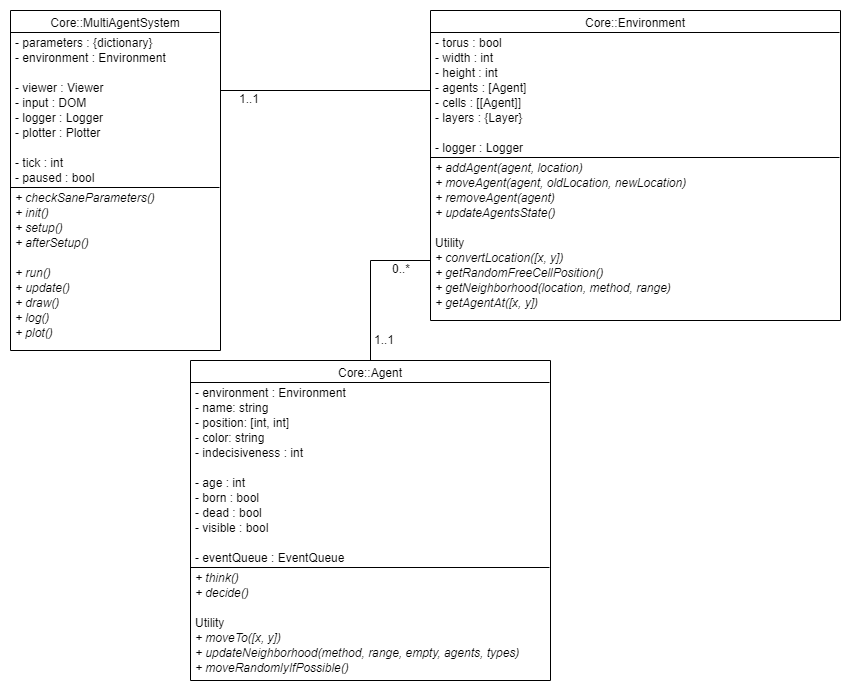 Core::MultiAgentSystem
- parameters : {dictionary}
- environment : Environment
- viewer : Viewer
- input : DOM
- logger : Logger
- plotter : Plotter
- tick : int
- paused : bool
+ checkSaneParameters()
+ init()
+ setup()
+ afterSetup()
+ run()
+ update()
+ draw()
+ log()
+ plot()
1..1
Core::Environment
- torus : bool
- width : int
- height : int
- agents : [Agent]
- cells : [[Agent]]
- layers : {Layer}
- logger : Logger
+ addAgent(agent, location)
+ moveAgent(agent, oldLocation, newLocation)
+ removeAgent(agent)
+ updateAgentsState()
Utility
+ convertLocation([x, y])
+ getRandomFreeCellPosition()
+ getNeighborhood(location, method, range)
+ getAgentAt([x, y])
0..*
1..1
Core::Agent
- environment : Environment
- name: string
- position: [int, int]
- color: string
- indecisiveness : int
- age : int
- born : bool
- dead : bool
- visible : bool
- eventQueue : EventQueue
+ think()
+ decide()
Utility
+ moveTo([x, y])
+ updateNeighborhood(method, range, empty, agents, types)
+ moveRandomlyIfPossible()